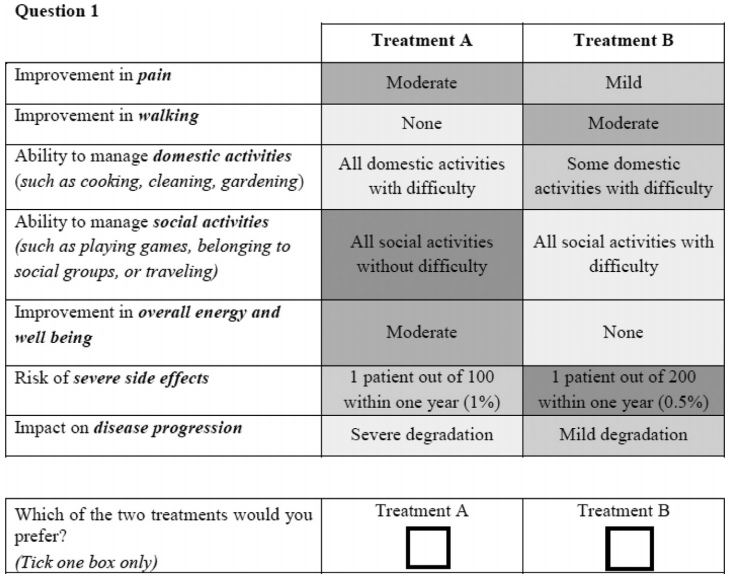 Question 1
Treatment A
Treatment B
Improvement in pain
Moderate
Mild
Improvement in walking
None
Moderate
Ability to manage domestic activities
(such as cooking, cleaning, gardening)
All domestic activities
with difficulty
Some domestic
activities with difficulty
Ability to manage social activities
(such as playing games, belonging to
social groups, or traveling)
All social activities
without difficulty
All social activities with
difficulty
Improvement in overall energy and
well being
Moderate
None
Risk of severe side effects
1 patient out of 100
within one year (1%)
1 patient out of 200
within one year (0.5%)
Impact on disease progression
Severe degradation
Mild degradation
Which of the two treatments would you
prefer?
(Tick one box only)
Treatment A
Treatment B